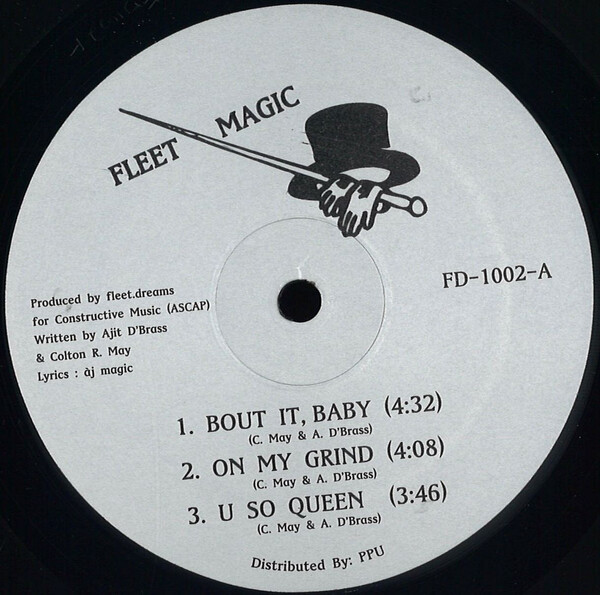 FLEET MAGIC
FD-1002-A
Produced by fleet.dreams
for Constructive Music (ASCAP)
Written by Ajit D'Brass
& Colton R. May
Lyrics : àj magic
1. BOUT IT, BABY (4:32)
(C. May & A. D'Brass)
2. ON MY GRIND (4:08)
(C. May & A. D'Brass)
3. U SO QUEEN (3:46)
(C. May & A. D'Brass)
Distributed By: PPU